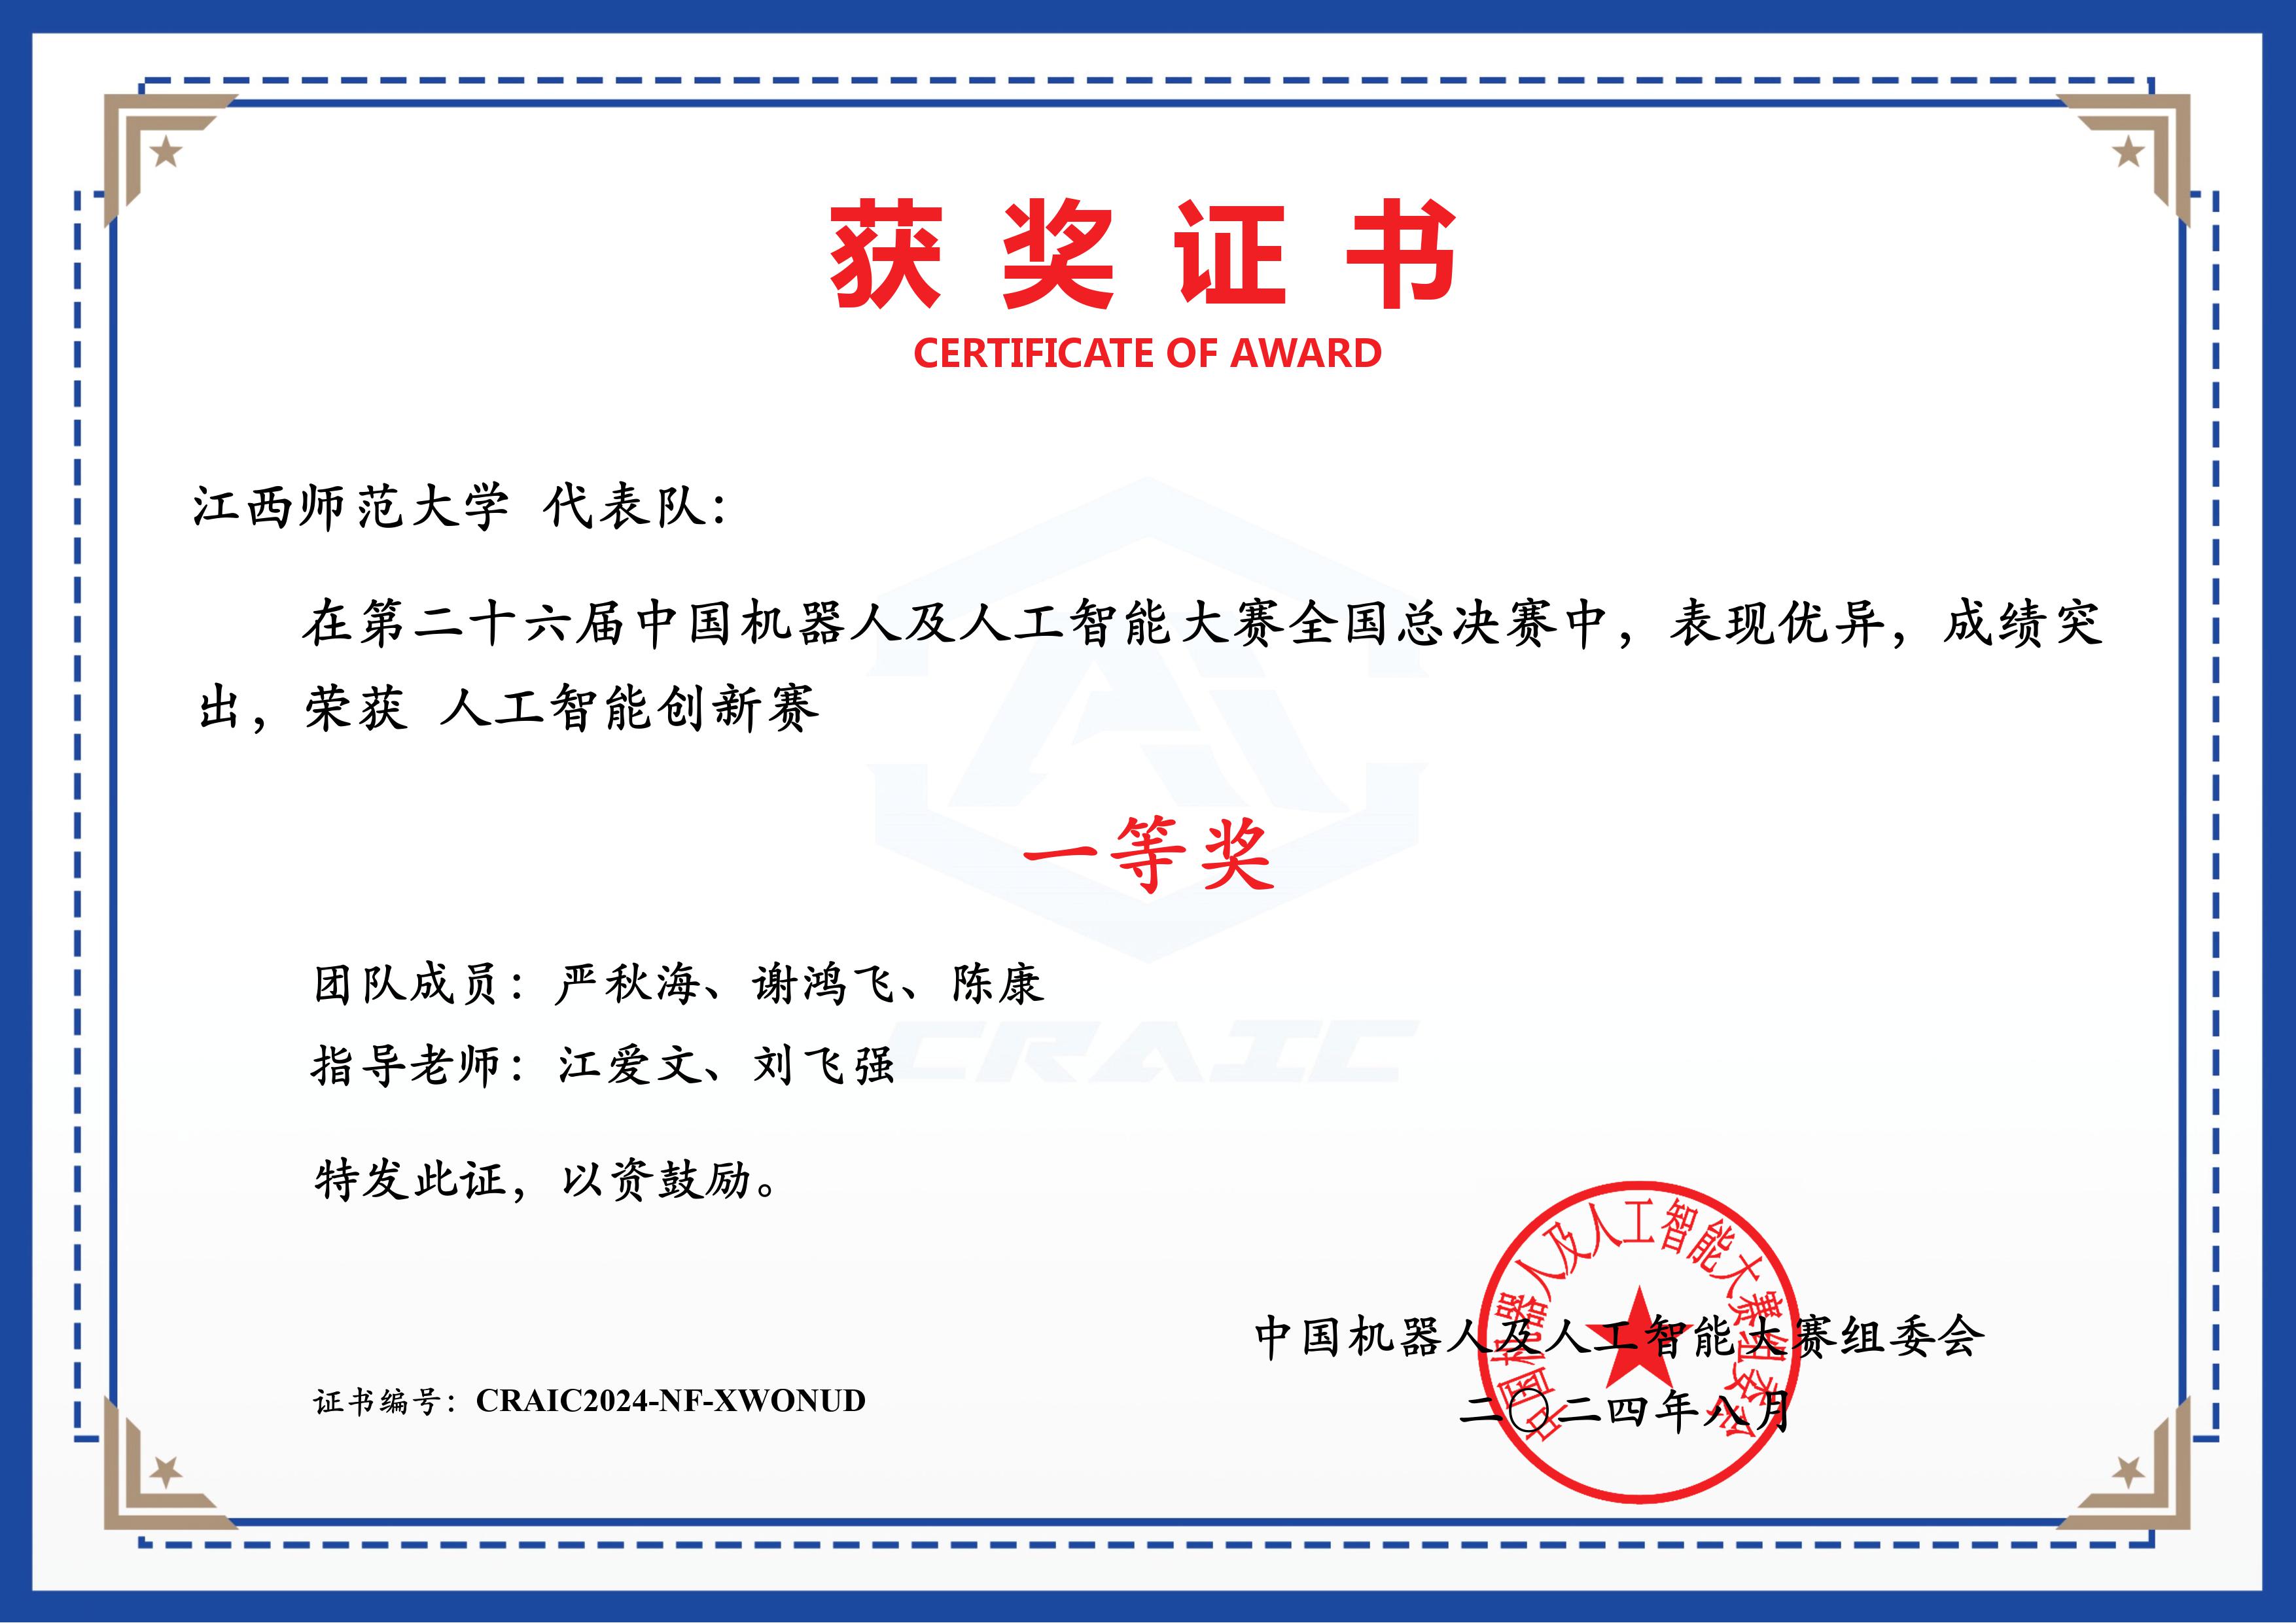 获奖证书
CERTIFICATE OF AWARD
江西师范大学 代表队：
在第二十六届中国机器人及人工智能大赛全国总决赛中，表现优异，成绩突
出，荣获 人工智能创新赛
一等奖
团队成员：严秋海、谢鸿飞、陈康
指导老师：江爱文、刘飞强
CRAIC
特发此证，以资鼓励。
中国机器人及人工智能大赛组委会
中国机器人及人工智能大赛组委会
二〇二四年八月
证书编号：CRAIC2024-NF-XWONUD